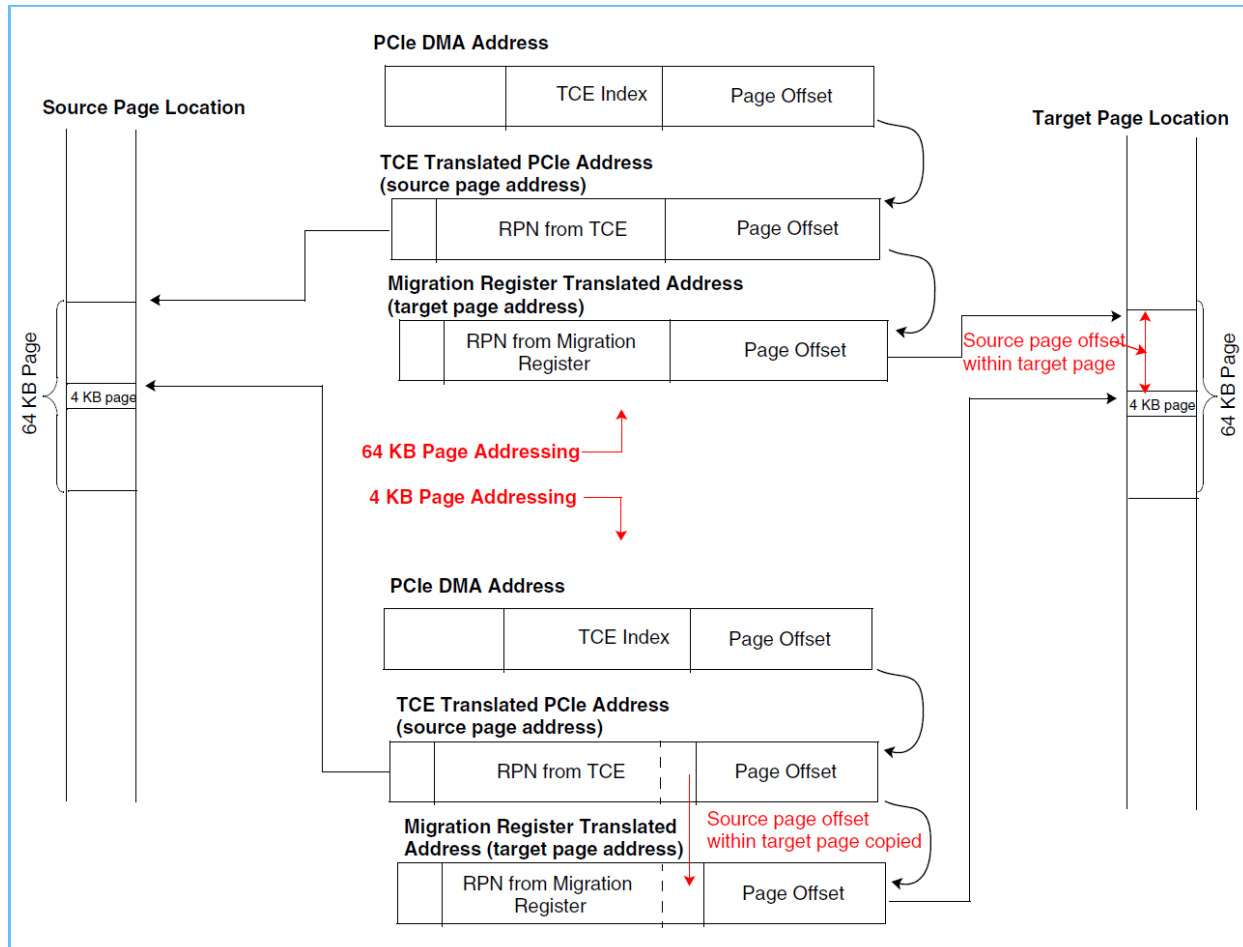 PCIe DMA Address
TCE Index
Page Offset
Source Page Location
Target Page Location
TCE Translated PCIe Address
(source page address)
RPN from TCE
Page Offset
Migration Register Translated Address
(target page address)
RPN from Migration
Register
Page Offset
Source page offset
within target page
64 KB Page
4 KB page
4 KB page
64 KB Page
64 KB Page Addressing
4 KB Page Addressing
PCIe DMA Address
TCE Index
Page Offset
TCE Translated PCIe Address
(source page address)
RPN from TCE
Page Offset
Source page offset
within target page copied
Migration Register Translated
Address (target page address)
RPN from Migration
Register
Page Offset